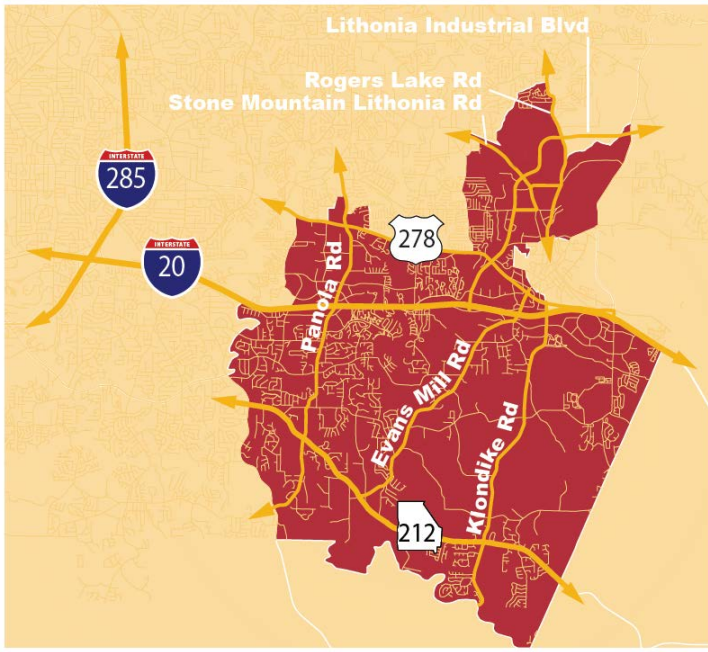 Lithonia Industrial Blvd
Rogers Lake Rd
Stone Mountain Lithonia Rd
INTERSTATE
285
INTERSTATE
20
278
Panola Rd
Evans Mill Rd
Klondike Rd
212